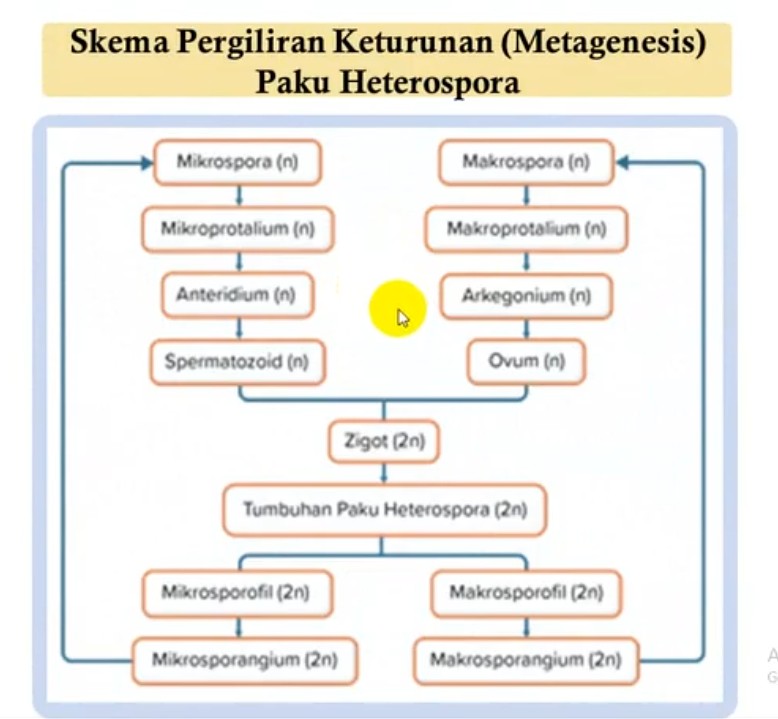 Skema Pergiliran Keturunan (Metagenesis)
Paku Heterospora
Mikrospora (n)
Makrospora (n)
Mikroprotalium (n)
Makroprotalium (n)
Anteridium (n)
Arkegonium (n)
Spermatozoid (n)
Ovum (n)
Zigot (2n)
Tumbuhan Paku Heterospora (2n)
Mikrosporofil (2n)
Makrosporofil (2n)
Mikrosporangium (2n)
Makrosporangium (2n)
A
G